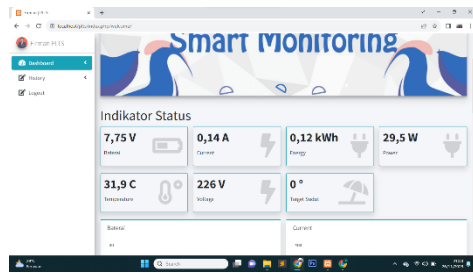 Smart Monitoring
Dashboard
History
Logout
Indikator Status
7,75 V
0,14 A
0,12 kWh
29,5 W
Baterai
Current
Energy
Power
31,9 C
226 V
0 °
Temperature
Voltage
Target Sudut
Baterai
Current
Search